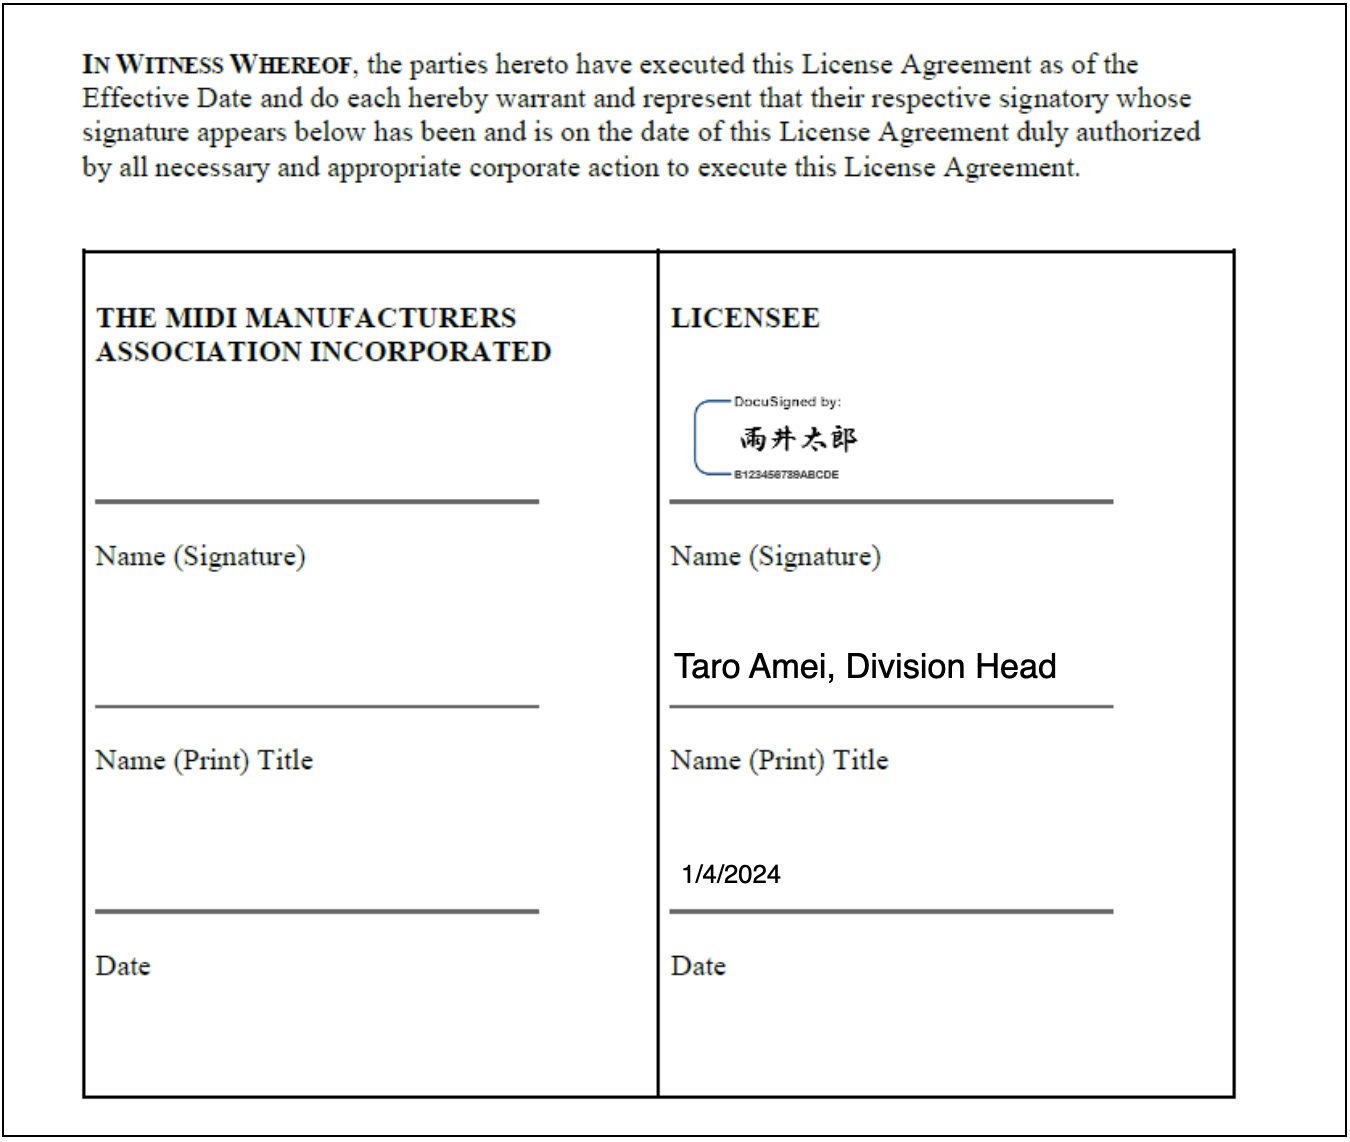 IN WITNESS WHEREOF, the parties hereto have executed this License Agreement as of the
Effective Date and do each hereby warrant and represent that their respective signatory whose
signature appears below has been and is on the date of this License Agreement duly authorized
by all necessary and appropriate corporate action to execute this License Agreement.
THE MIDI MANUFACTURERS
ASSOCIATION INCORPORATED
Name (Signature)
Name (Print) Title
Date
LICENSEE
DocuSigned by:
雨井太郎
B123456789ABCDE
Name (Signature)
Taro Amei, Division Head
Name (Print) Title
1/4/2024
Date